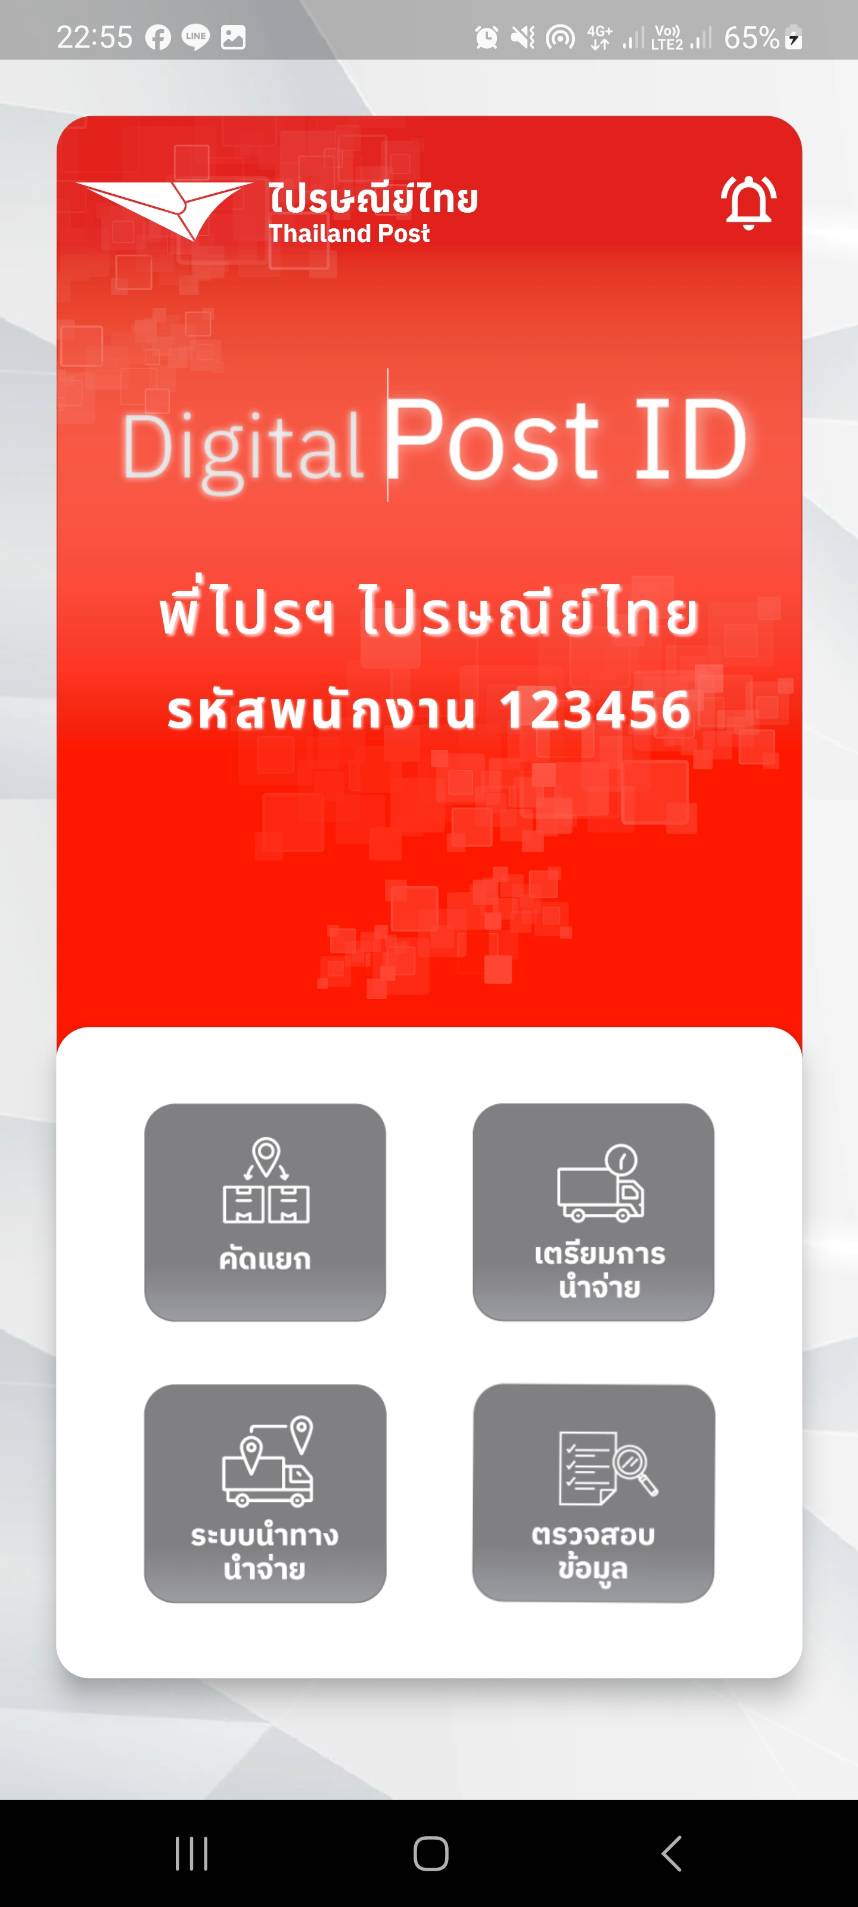 22:55
LINE
4G+
Vo))
LTE2
65%
ไปรษณีย์ไทย
Thailand Post
Digital Post ID
พี่ไปรฯ ไปรษณีย์ไทย
รหัสพนักงาน 123456
คัดแยก
เตรียมการ
นำจ่าย
ระบบนำทาง
นำจ่าย
ตรวจสอบ
ข้อมูล